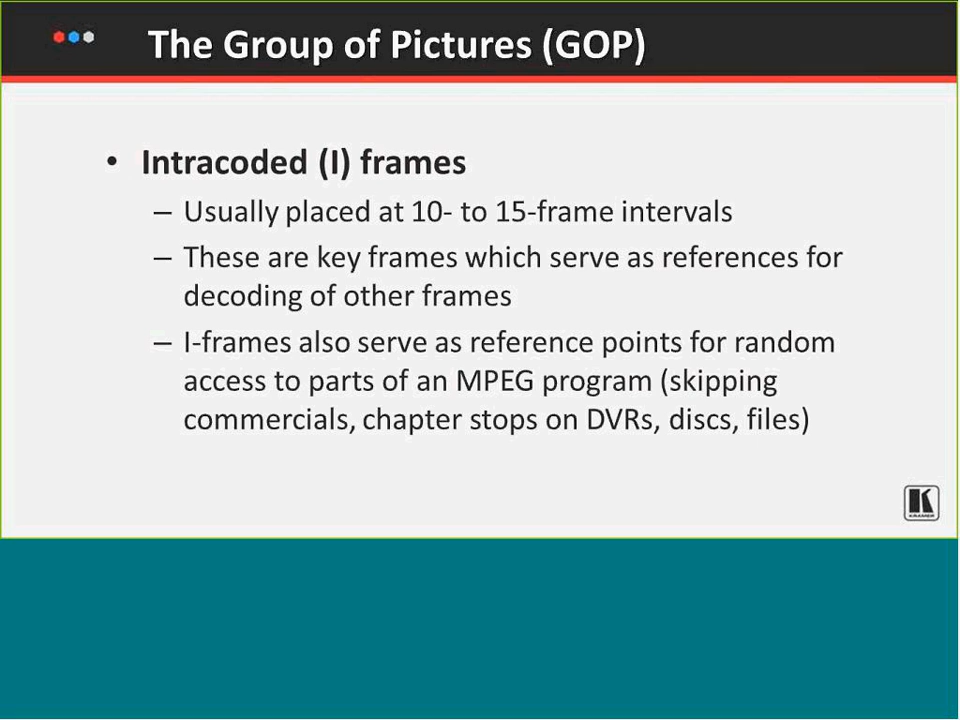 The Group of Pictures (GOP)
• Intracoded (I) frames
– Usually placed at 10- to 15-frame intervals
– These are key frames which serve as references for
decoding of other frames
– I-frames also serve as reference points for random
access to parts of an MPEG program (skipping
commercials, chapter stops on DVRs, discs, files)
K
KRAMER